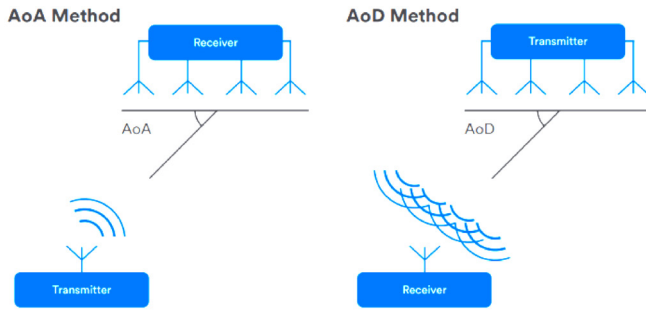 AoA Method
Receiver
AoA
Transmitter
AoD Method
Transmitter
AoD
Receiver